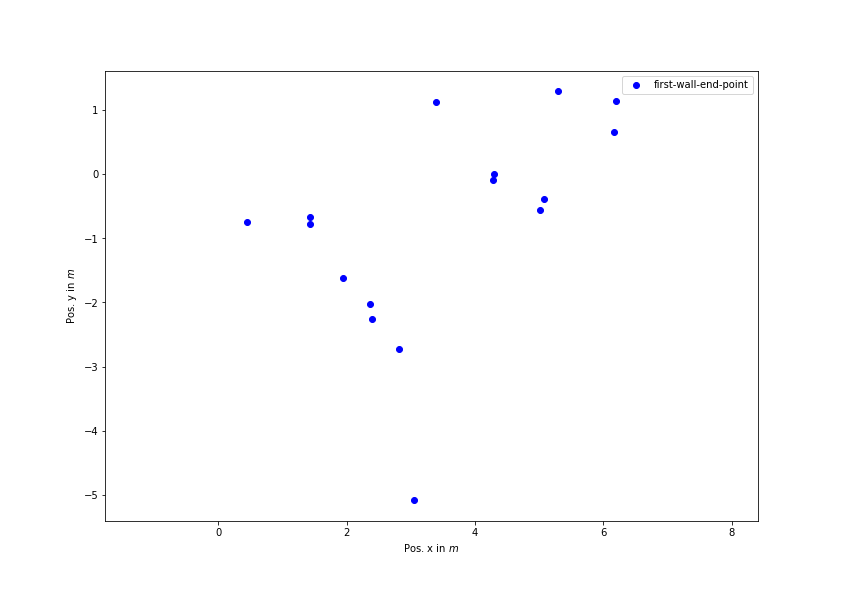 first-wall-end-point
1
0
−1
−2
−3
−4
−5
Pos. y in m
0 2 4 6 8
Pos. x in m